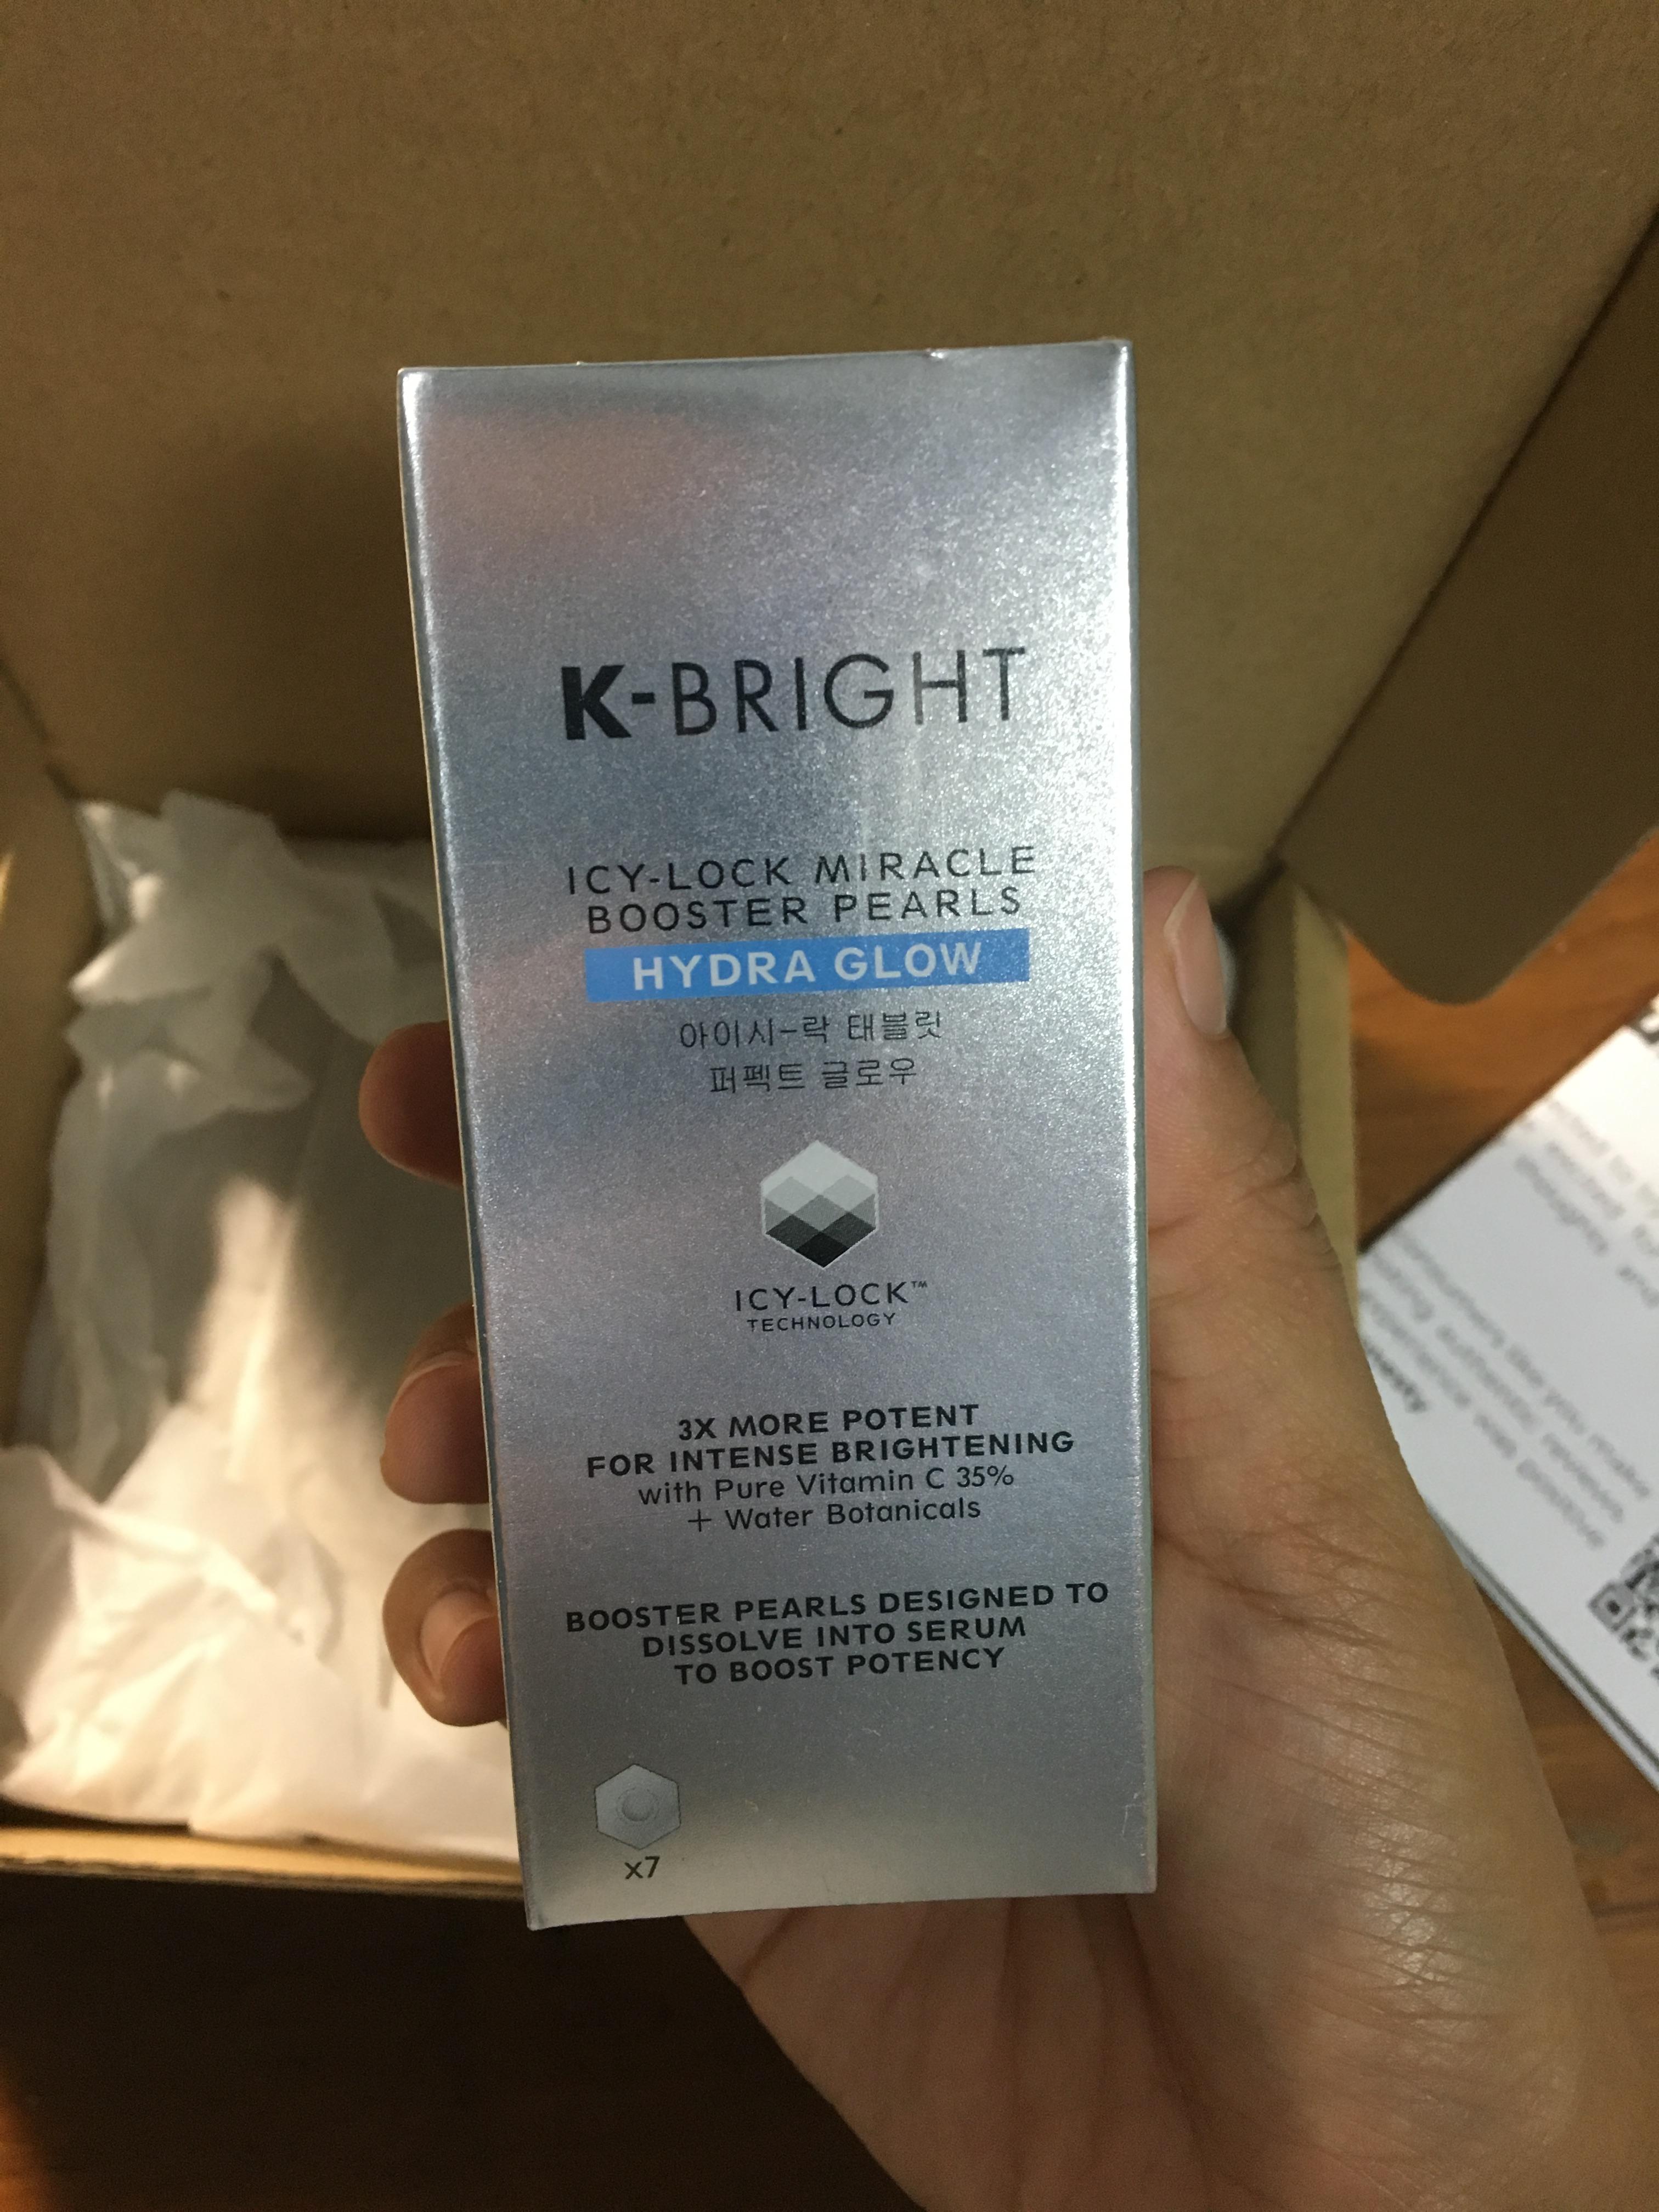 K-BRIGHT
ICY-LOCK MIRACLE
BOOSTER PEARLS
HYDRA GLOW
아이시-락 태블릿
퍼펙트 글로우
ICY-LOCK™
TECHNOLOGY
3X MORE POTENT
FOR INTENSE BRIGHTENING
with Pure Vitamin C 35%
+ Water Botanicals
BOOSTER PEARLS DESIGNED TO
DISSOLVE INTO SERUM
TO BOOST POTENCY
x7